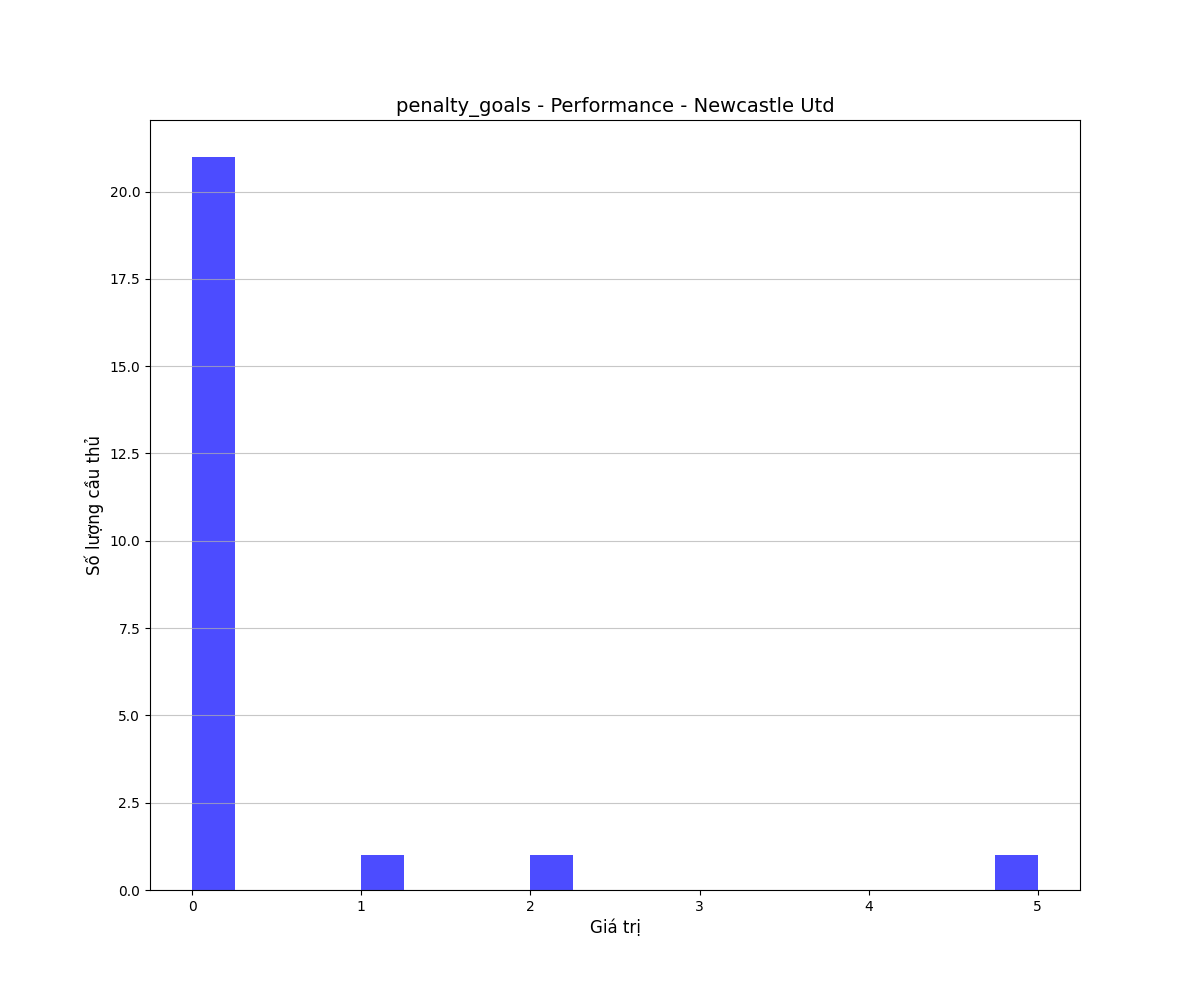 penalty_goals - Performance - Newcastle Utd
20.0
17.5
15.0
12.5
10.0
7.5
5.0
2.5
0.0
Số lượng cầu thủ
0 1 2 3 4 5
Giá trị